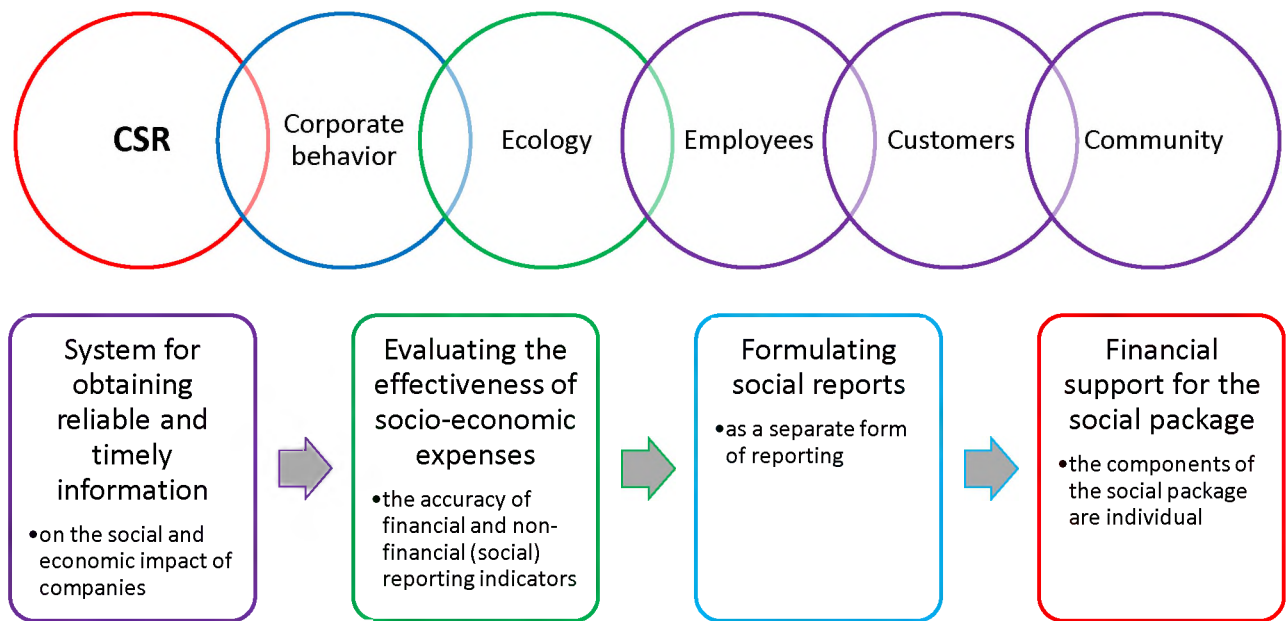 CSR
Corporate
behavior
Ecology
Employees
Customers
Community
System for
obtaining
reliable and
timely
information
•on the social and
economic impact of
companies
Evaluating the
effectiveness of
socio-economic
expenses
•the accuracy of
financial and non-
financial (social)
reporting indicators
Formulating
social reports
•as a separate form
of reporting
Financial
support for the
social package
•the components of
the social package
are individual